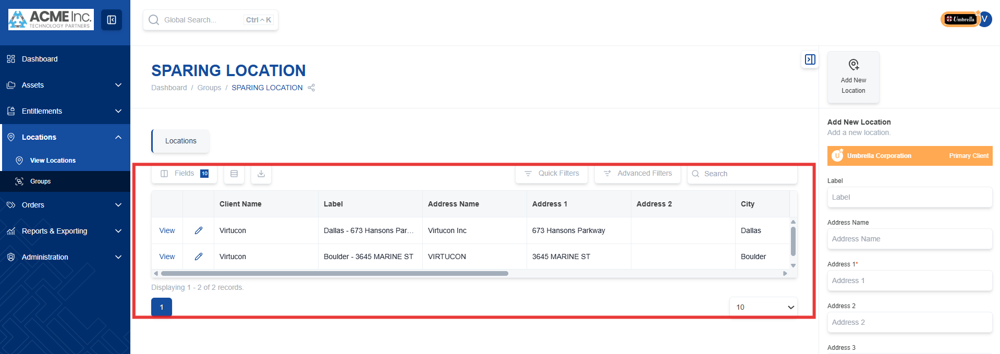 ACME Inc.
TECHNOLOGY PARTNERS
Global Search...
Ctrl
K
Umbrella
V
Dashboard
Assets
Entitlements
Locations
View Locations
Groups
Orders
Reports & Exporting
Administration
SPARING LOCATION
Dashboard / Groups / SPARING LOCATION
Locations
Fields 10
Quick Filters
Advanced Filters
Search
Client Name Label Address Name Address 1 Address 2 City
View Virtucon Dallas - 673 Hansons Par... Virtucon Inc 673 Hansons Parkway Dallas
View Virtucon Boulder - 3645 MARINE ST VIRTUCON 3645 MARINE ST Boulder
Displaying 1 - 2 of 2 records.
1
10
Add New
Location
Add New Location
Add a new location.
U Umbrella Corporation Primary Client
Label
Label
Address Name
Address Name
Address 1*
Address 1
Address 2
Address 2
Address 3